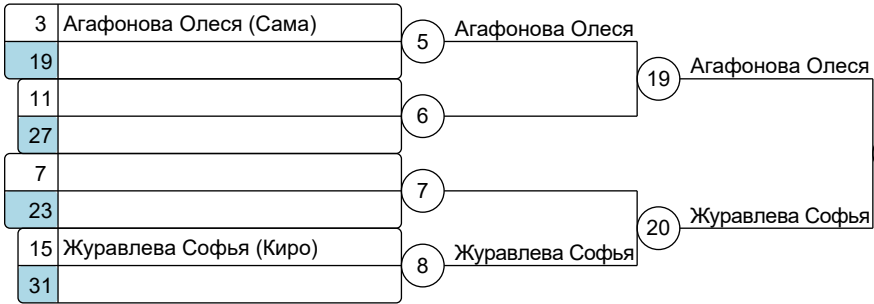 3 Агафонова Олеся (Сама)
19
5 Агафонова Олеся
11
27
6
19 Агафонова Олеся
7
23
7
15 Журавлева Софья (Киро)
31
8 Журавлева Софья
20 Журавлева Софья